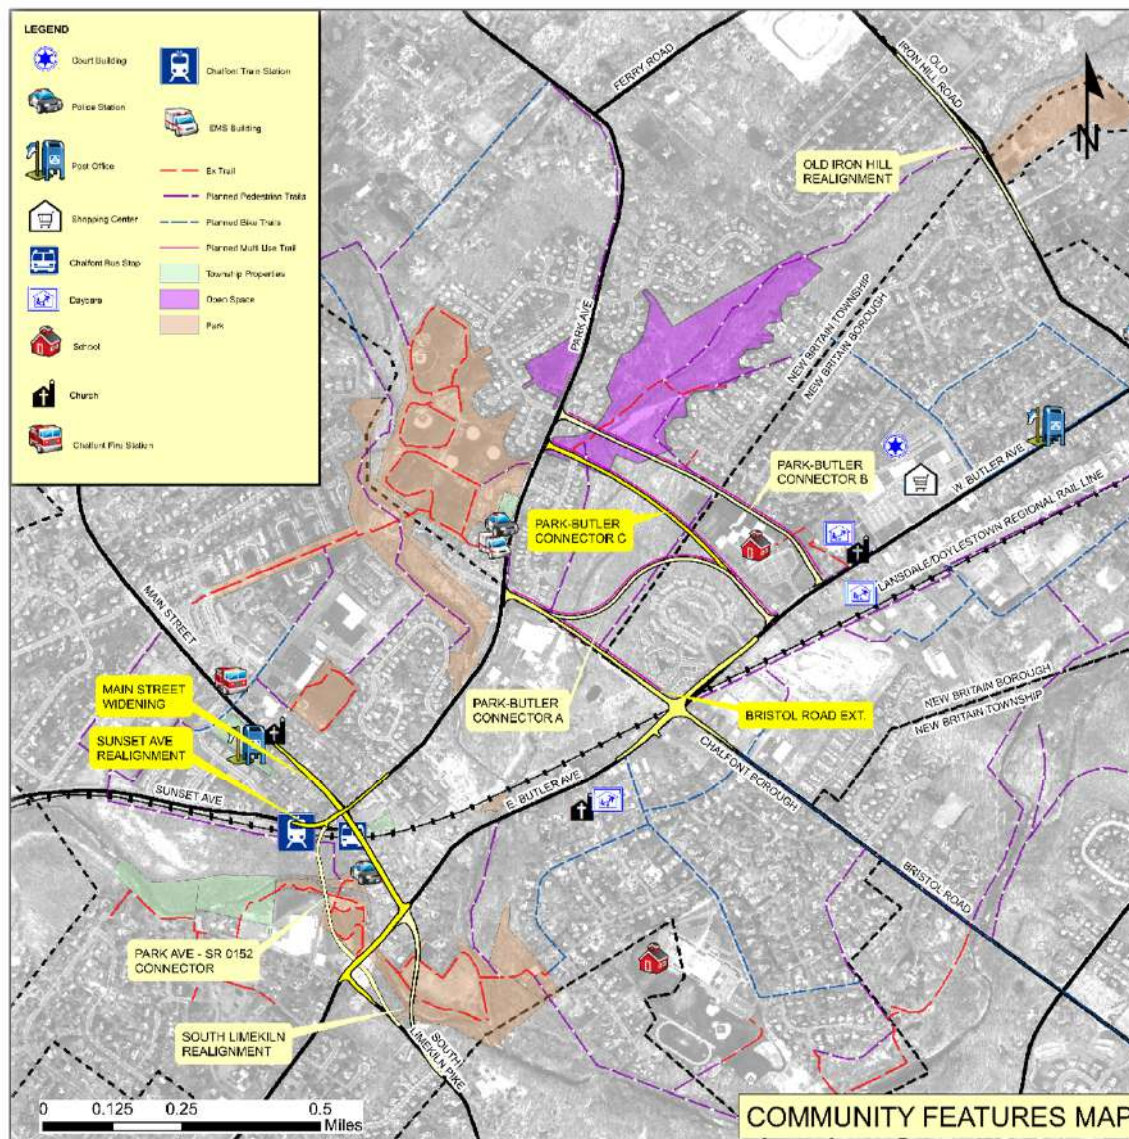 LEGEND
Court Building
Police Station
Post Office
Shopping Center
Chalfont Bus Stop
Daycare
School
Church
Chalfont Fire Station
Chalfont Train Station
EMS Building
Ex Trail
Planned Pedestrian Trails
Planned Bike Trails
Planned Multi Use Trail
Township Properties
Open Space
Park
FERRY ROAD
OLD
IRON HILL ROAD
N
OLD IRON HILL
REALIGNMENT
PARK AVE
NEW BRITAIN TOWNSHIP
NEW BRITAIN BOROUGH
W. BUTLER AVE
PARK-BUTLER
CONNECTOR B
PARK-BUTLER
CONNECTOR C
LANSDALE/DOYLESTOWN REGIONAL RAIL LINE
MAIN STREET
MAIN STREET
WIDENING
PARK-BUTLER
CONNECTOR A
BRISTOL ROAD EXT.
NEW BRITAIN BOROUGH
NEW BRITAIN TOWNSHIP
SUNSET AVE
REALIGNMENT
SUNSET AVE
E. BUTLER AVE
CHALFONT BOROUGH
BRISTOL ROAD
PARK AVE - SR 0152
CONNECTOR
SOUTH LIMEKILN
REALIGNMENT
SOUTH
LIMEKILN PIKE
0 0.125 0.25 0.5
Miles
COMMUNITY FEATURES MAP